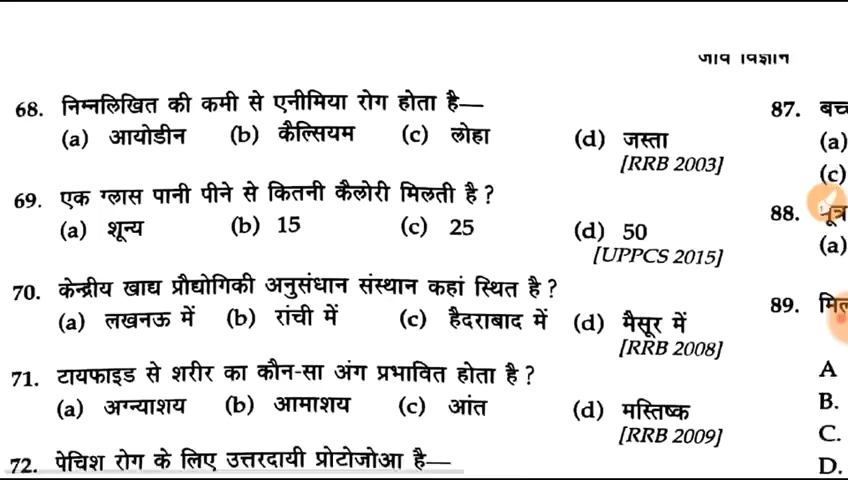 68. निम्नलिखित की कमी से एनीमिया रोग होता है—
(a) आयोडीन (b) कैल्सियम (c) लोहा (d) जस्ता
[RRB 2003]
69. एक ग्लास पानी पीने से कितनी कैलोरी मिलती है ?
(a) शून्य (b) 15 (c) 25 (d) 50
[UPPCS 2015]
70. केन्द्रीय खाद्य प्रौद्योगिकी अनुसंधान संस्थान कहां स्थित है ?
(a) लखनऊ में (b) रांची में (c) हैदराबाद में (d) मैसूर में
[RRB 2008]
71. टायफाइड से शरीर का कौन-सा अंग प्रभावित होता है ?
(a) अग्न्याशय (b) आमाशय (c) आंत (d) मस्तिष्क
[RRB 2009]
72. पेचिश रोग के लिए उत्तरदायी प्रोटोजोआ है—
87.
(a)
(c)
88.
(a)
89.
A
B.
C.
D.